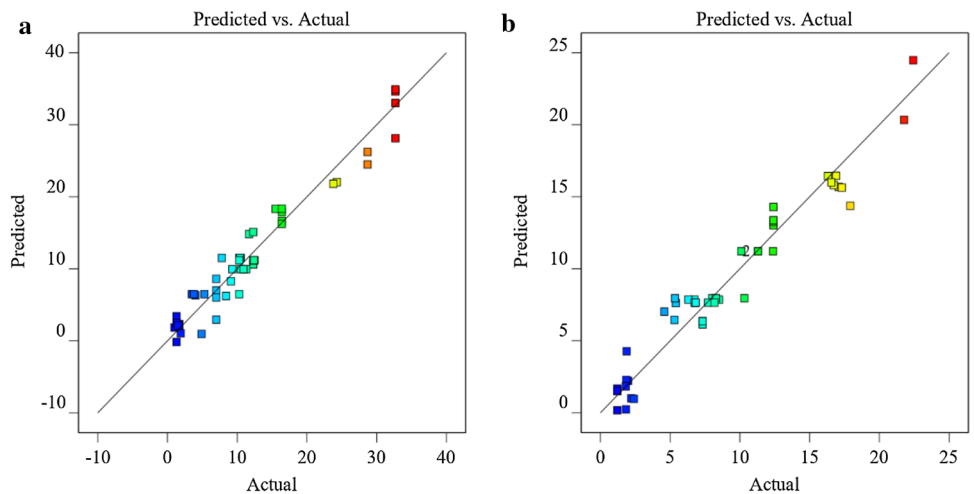 a
Predicted vs. Actual
Predicted
40
30
20
10
0
-10
-10 0 10 20 30 40
Actual
b
Predicted vs. Actual
Predicted
25
20
15
10
5
0
2
0 5 10 15 20 25
Actual